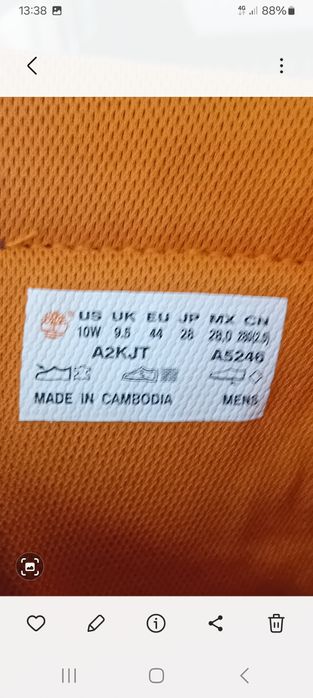 13:38 4G 88%
US UK EU JP MX CN
10W 9.5 44 28 28,0 280(2.5)
A2KJT A5246
MADE IN CAMBODIA MENS